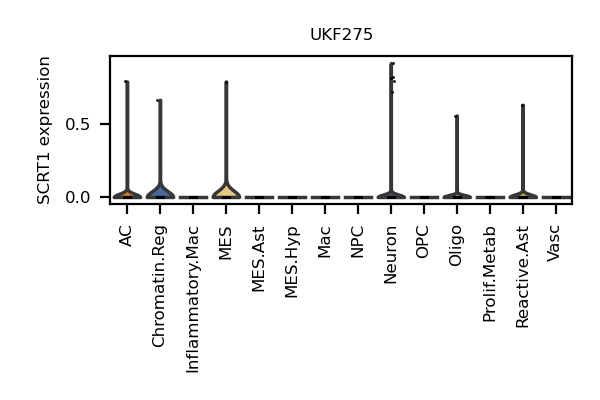 UKF275
SCRT1 expression
0.5
0.0
AC
Chromatin.Reg
Inflammatory.Mac
MES
MES.Ast
MES.Hyp
Mac
NPC
Neuron
OPC
Oligo
Prolif.Metab
Reactive.Ast
Vasc